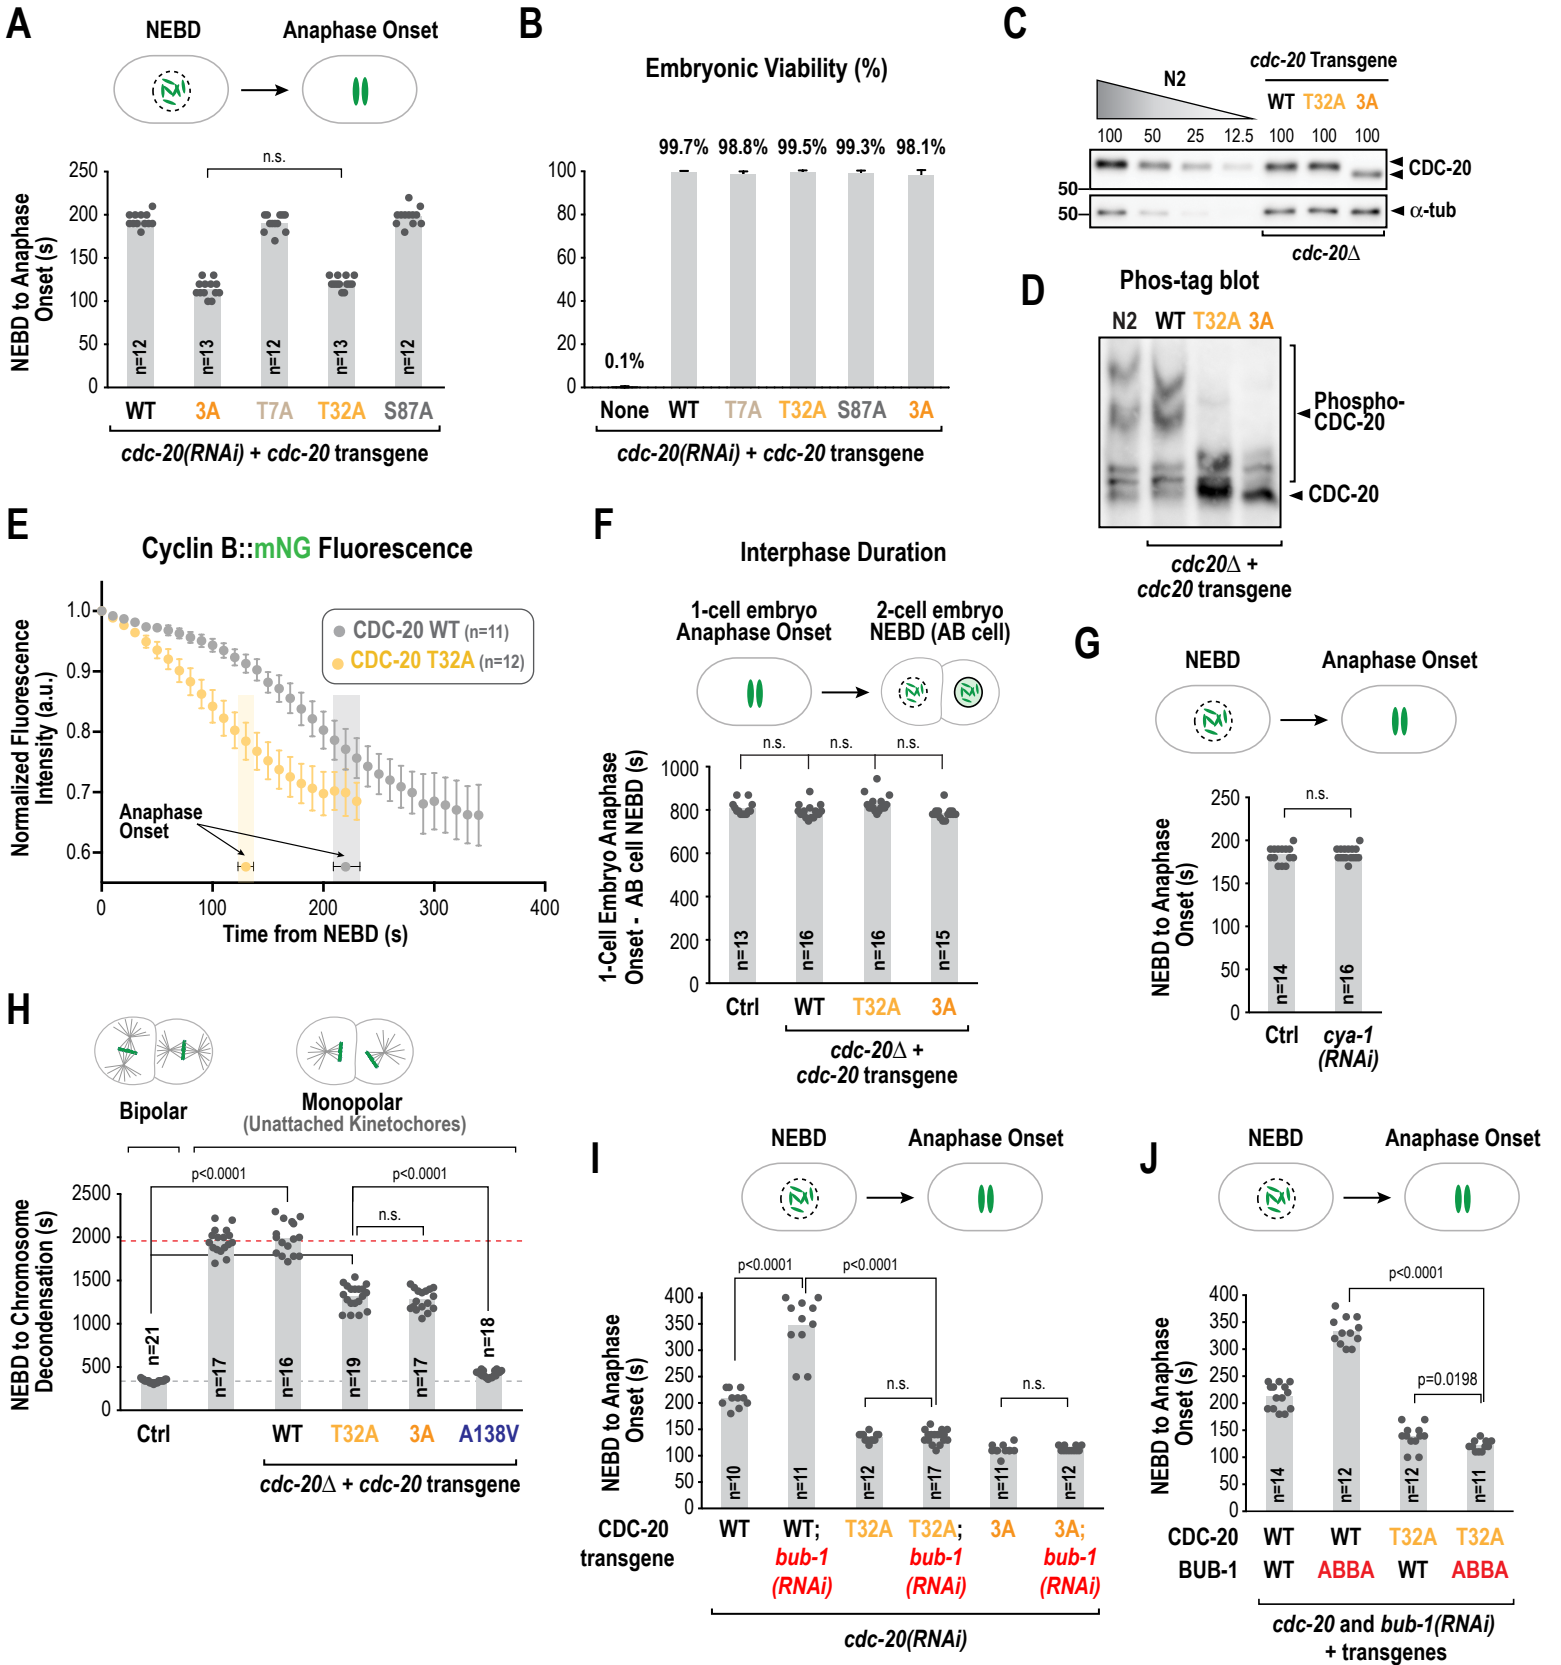 A
NEBD
Anaphase Onset
n.s.
NEBD to Anaphase
Onset (s)
250
200
150
100
50
0
n=12
n=13
n=12
n=13
n=12
WT
3A
T7A
T32A
S87A
cdc-20(RNAi) + cdc-20 transgene
B
Embryonic Viability (%)
0.1%
99.7%
98.8%
99.5%
99.3%
98.1%
100
80
60
40
20
0
None
WT
T7A
T32A
S87A
3A
cdc-20(RNAi) + cdc-20 transgene
C
cdc-20 Transgene
N2
WT
T32A
3A
100
50
25
12.5
100
100
100
CDC-20
50
50
α-tub
cdc-20Δ
D
Phos-tag blot
N2
WT
T32A
3A
Phospho-
CDC-20
CDC-20
cdc20Δ +
cdc20 transgene
E
Cyclin B::mNG Fluorescence
Normalized Fluorescence
Intensity (a.u.)
1.0
0.9
0.8
0.7
0.6
CDC-20 WT (n=11)
CDC-20 T32A (n=12)
Anaphase
Onset
0
100
200
300
400
Time from NEBD (s)
F
Interphase Duration
1-cell embryo
Anaphase Onset
2-cell embryo
NEBD (AB cell)
n.s.
n.s.
n.s.
1-Cell Embryo Anaphase
Onset - AB cell NEBD (s)
1000
800
600
400
200
0
n=13
n=16
n=16
n=15
Ctrl
WT
T32A
3A
cdc-20Δ +
cdc-20 transgene
G
NEBD
Anaphase Onset
n.s.
NEBD to Anaphase
Onset (s)
250
200
150
100
50
0
n=14
n=16
Ctrl
cya-1
(RNAi)
H
Bipolar
Monopolar
(Unattached Kinetochores)
p<0.0001
p<0.0001
n.s.
NEBD to Chromosome
Decondensation (s)
2500
2000
1500
1000
500
0
n=21
n=17
n=16
n=19
n=17
n=18
Ctrl
WT
T32A
3A
A138V
cdc-20Δ + cdc-20 transgene
I
NEBD
Anaphase Onset
p<0.0001
p<0.0001
n.s.
n.s.
NEBD to Anaphase
Onset (s)
400
350
300
250
200
150
100
50
0
n=10
n=11
n=12
n=17
n=11
n=12
CDC-20
transgene
WT
WT;
bub-1
(RNAi)
T32A
T32A;
bub-1
(RNAi)
3A
3A;
bub-1
(RNAi)
cdc-20(RNAi)
J
NEBD
Anaphase Onset
p<0.0001
p=0.0198
NEBD to Anaphase
Onset (s)
400
350
300
250
200
150
100
50
0
n=14
n=12
n=12
n=11
CDC-20
WT
WT
T32A
T32A
BUB-1
WT
ABBA
WT
ABBA
cdc-20 and bub-1(RNAi)
+ transgenes